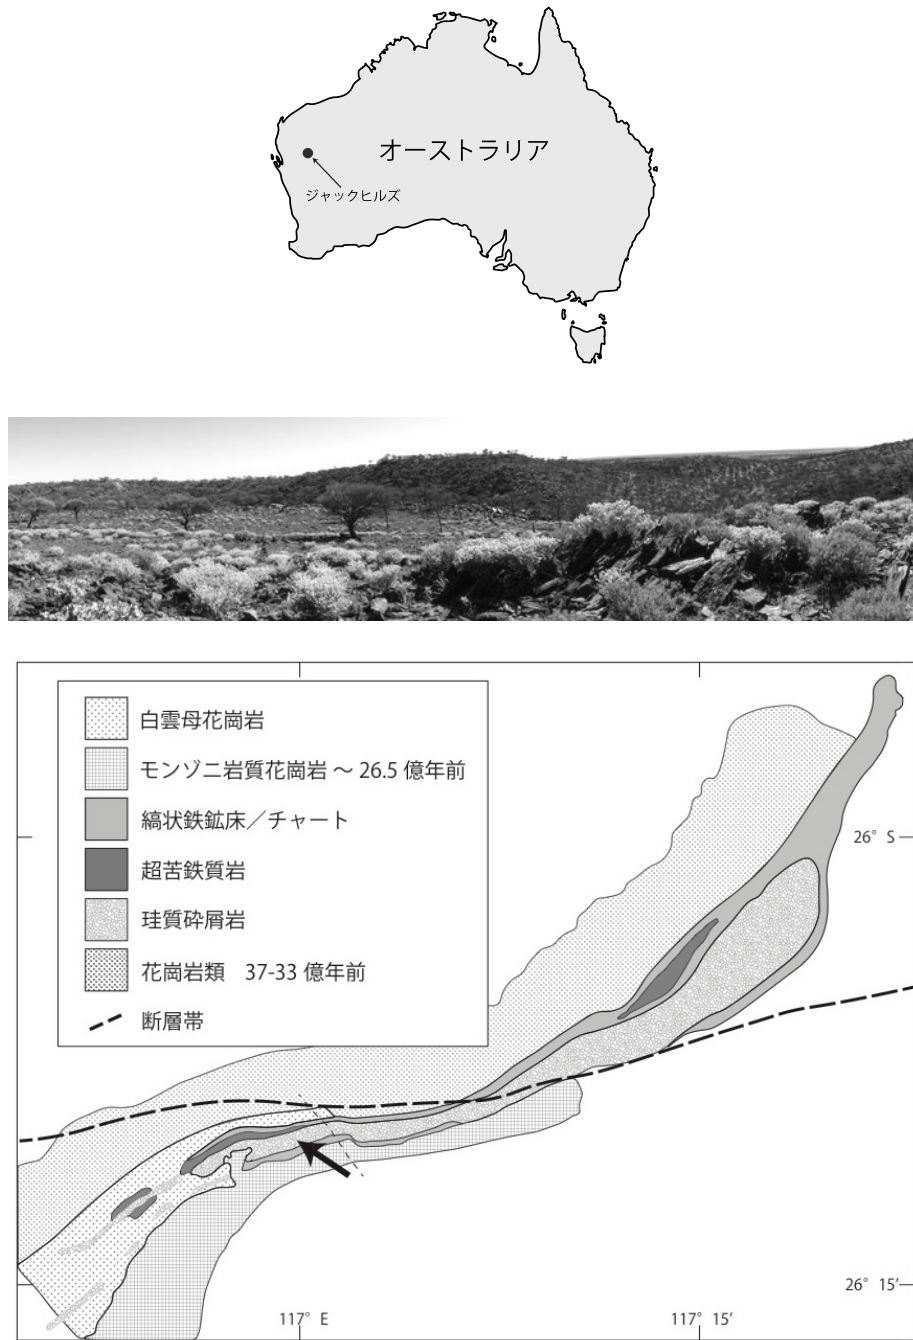 オーストラリア
ジャックヒルズ
白雲母花崗岩
モンゾニ岩質花崗岩 ～ 26.5 億年前
縞状鉄鉱床／チャート
超苦鉄質岩
珪質砕屑岩
花崗岩類　37-33 億年前
断層帯
26° S
26° 15′
117° E
117° 15′